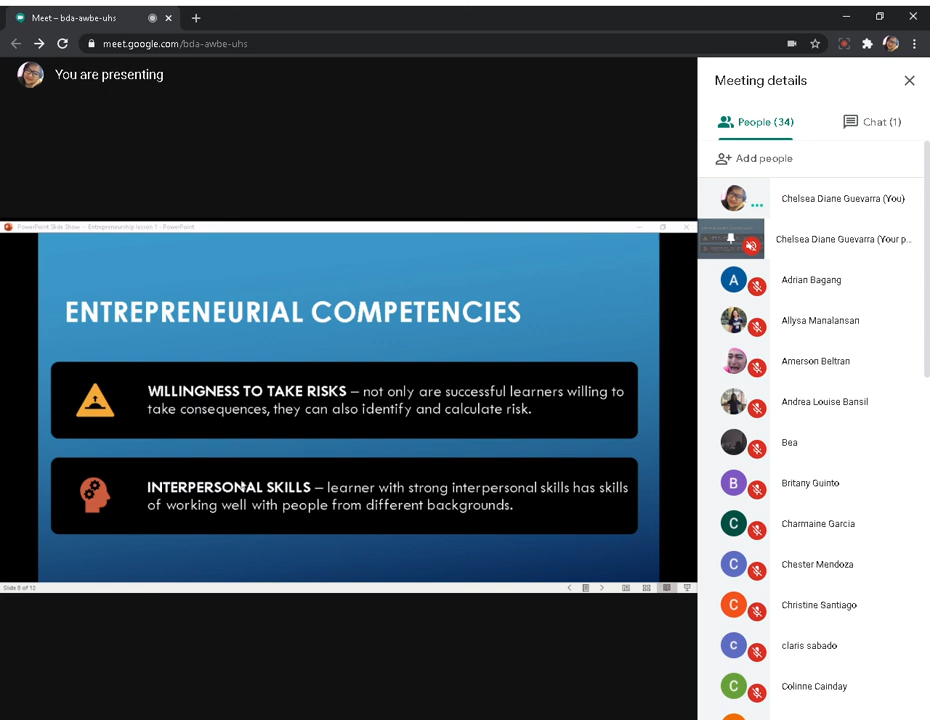 Meet – bda-awbe-uhs
meet.google.com/bda-awbe-uhs
You are presenting
Meeting details
People (34)
Chat (1)
Add people
Chelsea Diane Guevarra (You)
Chelsea Diane Guevarra (Your p...
A Adrian Bagang
Allysa Manalansan
Amerson Beltran
Andrea Louise Bansil
Bea
B Britany Guinto
C Charmaine Garcia
C Chester Mendoza
C Christine Santiago
c claris sabado
C Colinne Cainday
PowerPoint Slide Show - Entrepreneurship lesson 1 - PowerPoint
ENTREPRENEURIAL COMPETENCIES
WILLINGNESS TO TAKE RISKS – not only are successful learners willing to
take consequences, they can also identify and calculate risk.
INTERPERSONAL SKILLS – learner with strong interpersonal skills has skills
of working well with people from different backgrounds.
Slide 8 of 12